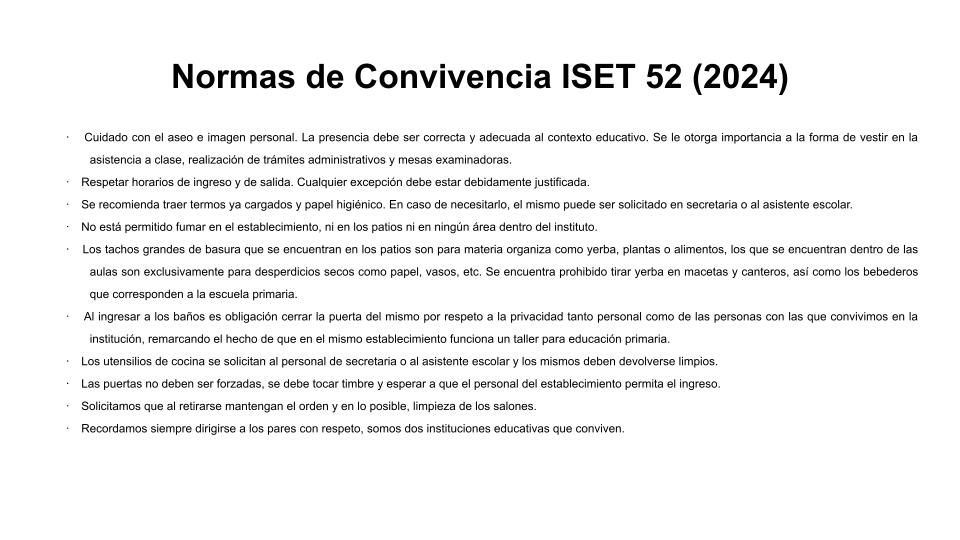 Normas de Convivencia ISET 52 (2024)
· Cuidado con el aseo e imagen personal. La presencia debe ser correcta y adecuada al contexto educativo. Se le otorga importancia a la forma de vestir en la
asistencia a clase, realización de trámites administrativos y mesas examinadoras.
· Respetar horarios de ingreso y de salida. Cualquier excepción debe estar debidamente justificada.
· Se recomienda traer termos ya cargados y papel higiénico. En caso de necesitarlo, el mismo puede ser solicitado en secretaria o al asistente escolar.
· No está permitido fumar en el establecimiento, ni en los patios ni en ningún área dentro del instituto.
· Los tachos grandes de basura que se encuentran en los patios son para materia organiza como yerba, plantas o alimentos, los que se encuentran dentro de las
aulas son exclusivamente para desperdicios secos como papel, vasos, etc. Se encuentra prohibido tirar yerba en macetas y canteros, así como los bebederos
que corresponden a la escuela primaria.
· Al ingresar a los baños es obligación cerrar la puerta del mismo por respeto a la privacidad tanto personal como de las personas con las que convivimos en la
institución, remarcando el hecho de que en el mismo establecimiento funciona un taller para educación primaria.
· Los utensilios de cocina se solicitan al personal de secretaria o al asistente escolar y los mismos deben devolverse limpios.
· Las puertas no deben ser forzadas, se debe tocar timbre y esperar a que el personal del establecimiento permita el ingreso.
· Solicitamos que al retirarse mantengan el orden y en lo posible, limpieza de los salones.
· Recordamos siempre dirigirse a los pares con respeto, somos dos instituciones educativas que conviven.